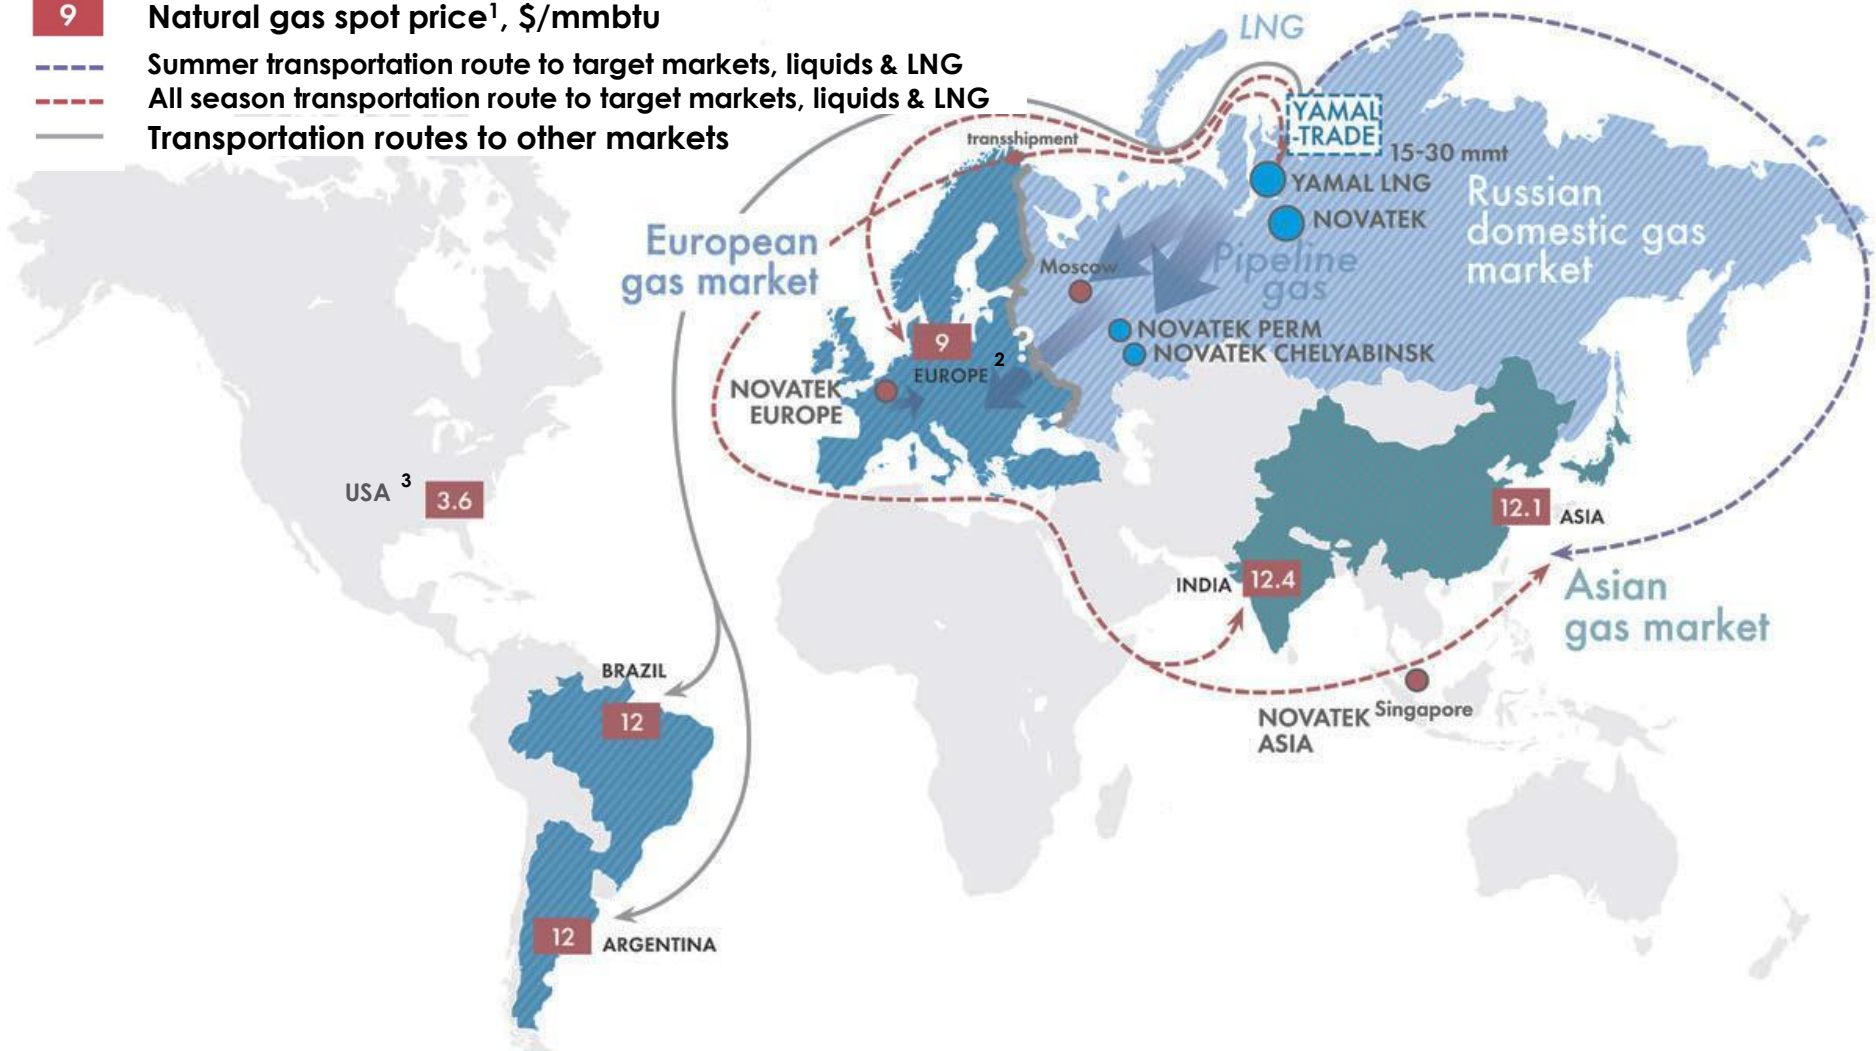 9 Natural gas spot price¹, $/mmbtu
Summer transportation route to target markets, liquids & LNG
All season transportation route to target markets, liquids & LNG
Transportation routes to other markets
LNG
transshipment
YAMAL
-TRADE
15-30 mmt
YAMAL LNG
NOVATEK
Russian
domestic gas
market
European
gas market
Moscow
Pipeline
gas
NOVATEK PERM
NOVATEK CHELYABINSK
?
9
EUROPE 2
NOVATEK
EUROPE
USA 3
3.6
12.1 ASIA
INDIA 12.4
Asian
gas market
BRAZIL
12
NOVATEK
ASIA
Singapore
12 ARGENTINA